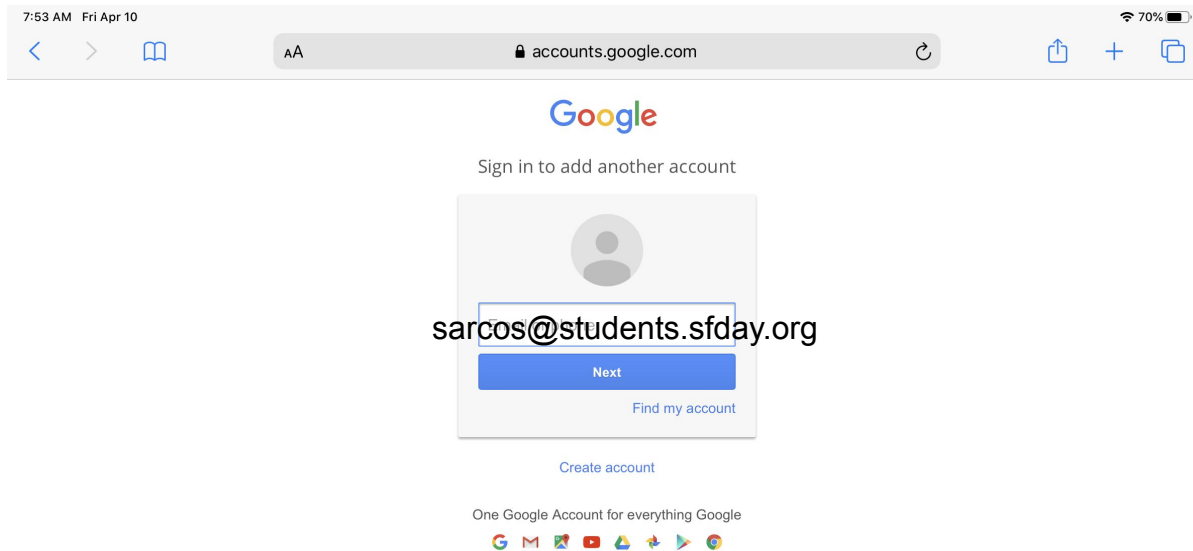 7:53 AM Fri Apr 10 70%
AA accounts.google.com
Google
Sign in to add another account
sarcos@students.sfday.org
Next
Find my account
Create account
One Google Account for everything Google